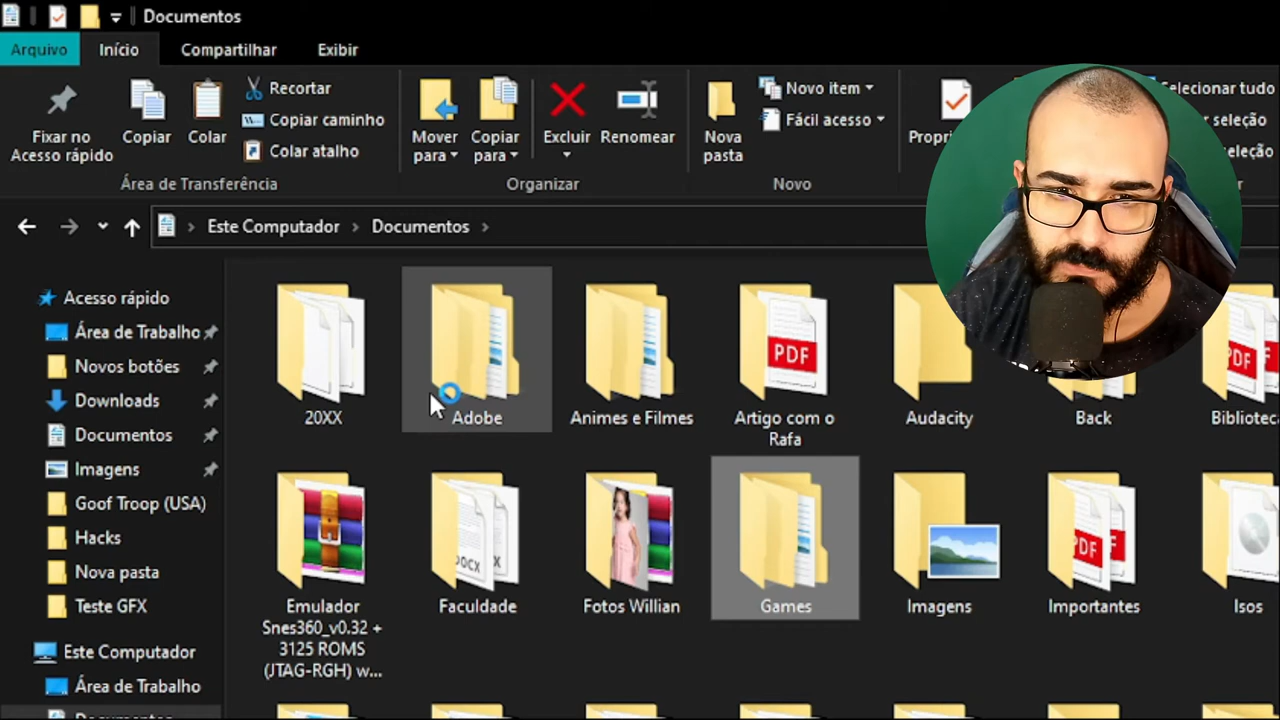 Documentos
Arquivo
Início
Compartilhar
Exibir
Fixar no
Acesso rápido
Copiar
Colar
Recortar
Copiar caminho
Colar atalho
Área de Transferência
Mover
para
Copiar
para
Excluir
Renomear
Organizar
Nova
pasta
Novo item
Fácil acesso
Novo
Selecionar tudo
seleção
seleção
Este Computador
Documentos
Acesso rápido
Área de Trabalho
Novos botões
Downloads
Documentos
Imagens
Goof Troop (USA)
Hacks
Nova pasta
Teste GFX
Este Computador
Área de Trabalho
20XX
Adobe
Animes e Filmes
PDF
Artigo com o
Rafa
Audacity
Back
PDF
Emulador
Snes360_v0.32 +
3125 ROMS
(JTAG-RGH) w...
DOCX
Faculdade
Fotos Willian
Games
Imagens
PDF
Importantes
Isos